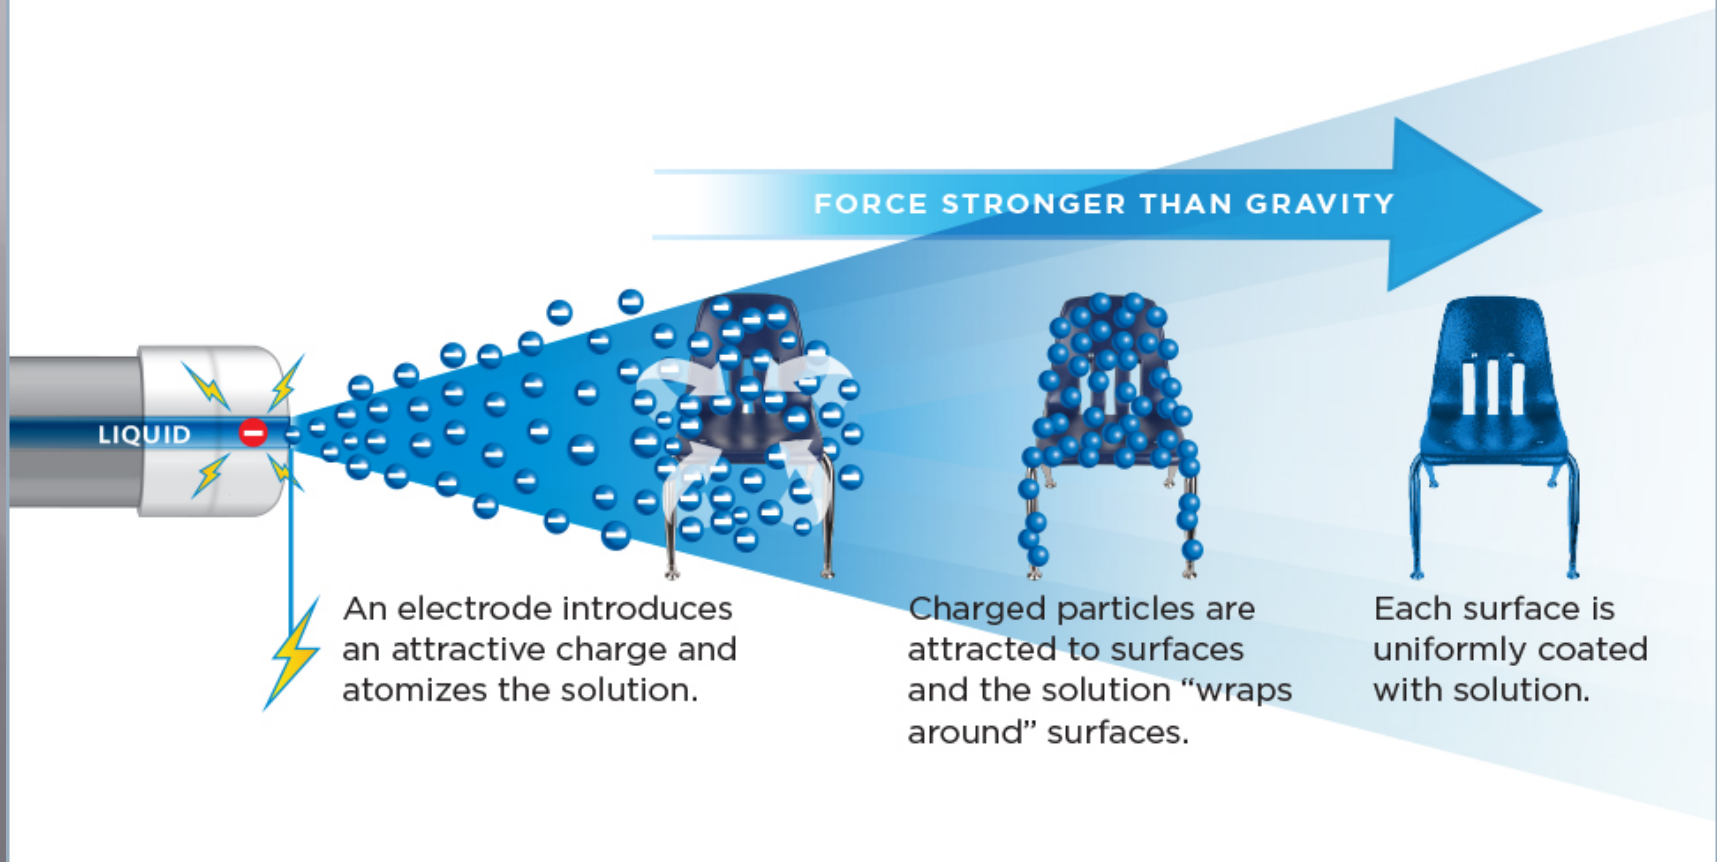 FORCE STRONGER THAN GRAVITY
LIQUID
An electrode introduces
an attractive charge and
atomizes the solution.
Charged particles are
attracted to surfaces
and the solution “wraps
around” surfaces.
Each surface is
uniformly coated
with solution.